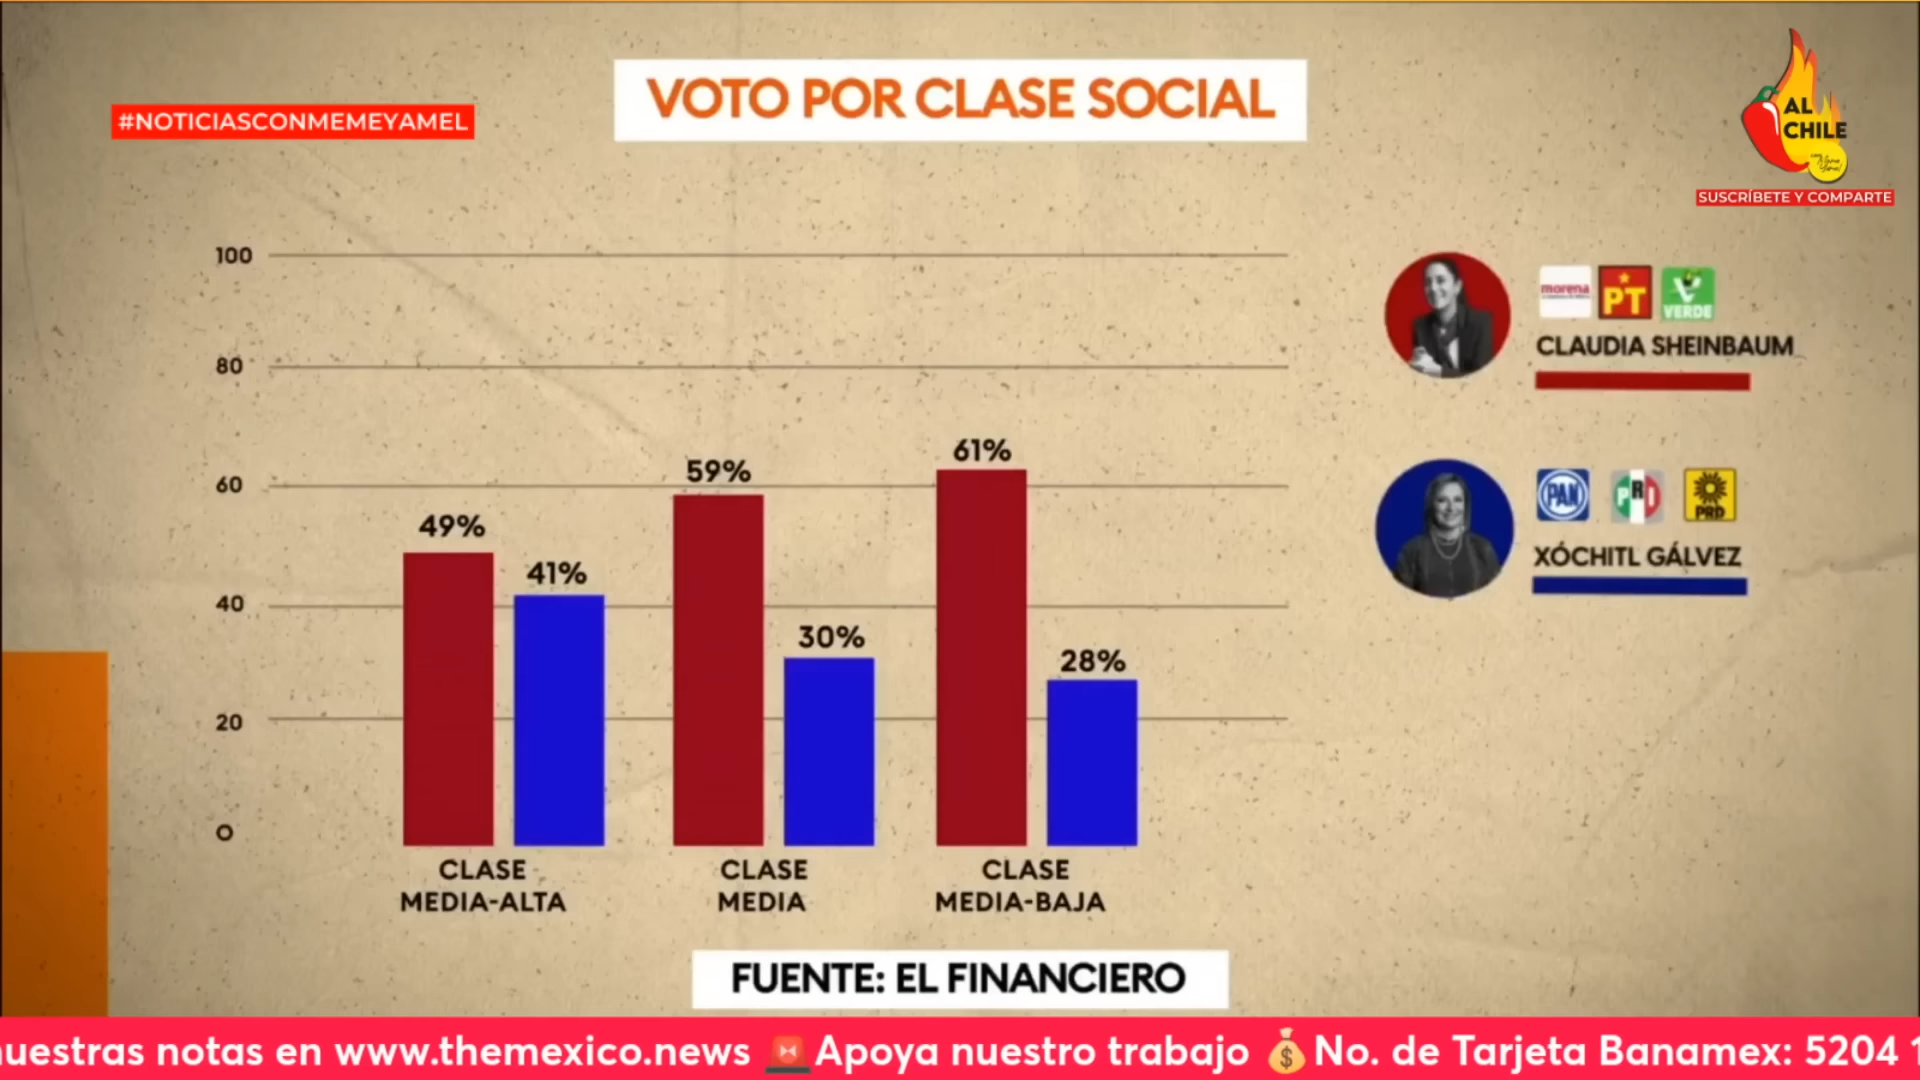 VOTO POR CLASE SOCIAL
#NOTICIASCONMEMEYAMEL
AL
CHILE
SUSCRÍBETE Y COMPARTE
100
80
60
40
20
0
49%
41%
59%
30%
61%
28%
CLASE
MEDIA-ALTA
CLASE
MEDIA
CLASE
MEDIA-BAJA
morena
PT
VERDE
CLAUDIA SHEINBAUM
PAN
PRI
PRD
XÓCHITL GÁLVEZ
FUENTE: EL FINANCIERO
uestras notas en www.themexico.news 🚨Apoya nuestro trabajo 💰No. de Tarjeta Banamex: 5204 1